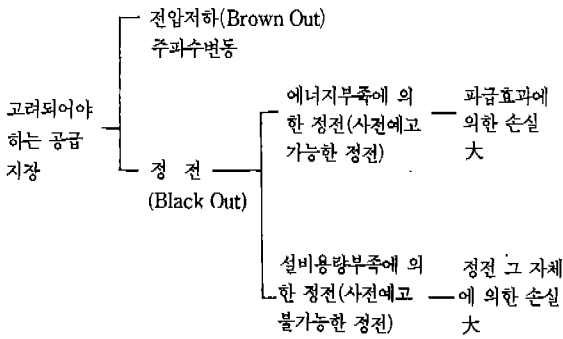 전압저하(Brown Out)
주파수변동
고려되어야
하는 공급
지장
정 전
(Black Out)
에너지부족에 의
한 정전(사전예고
가능한 정전)
파급효과에
의한 손실
大
설비용량부족에 의
한 정전(사전예고
불가능한 정전)
정전 그 자체
에 의한 손실
大